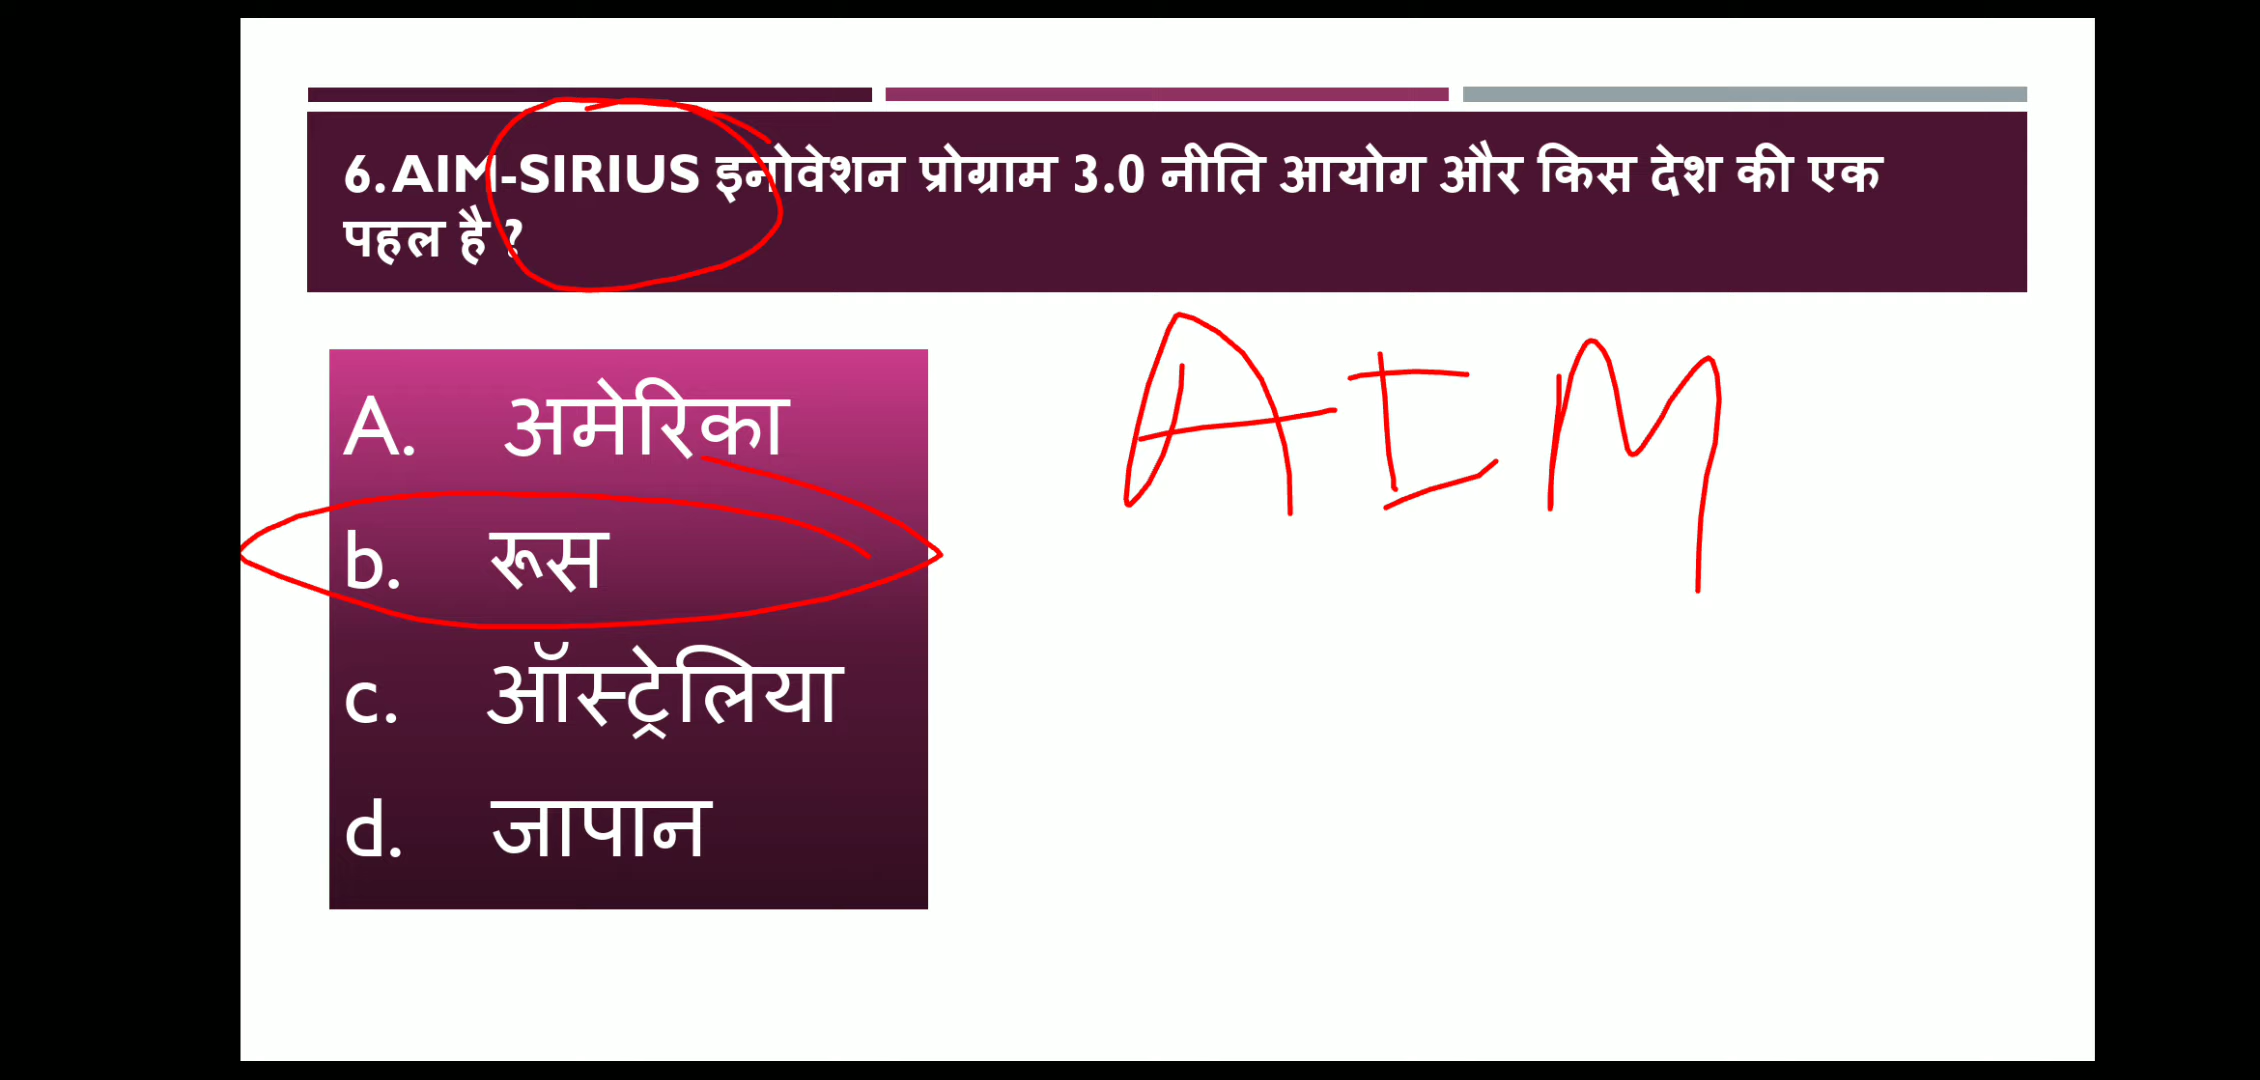 6.AIM-SIRIUS इनोवेशन प्रोग्राम 3.0 नीति आयोग और किस देश की एक
पहल है ?
A. अमेरिका
b. रूस
c. ऑस्ट्रेलिया
d. जापान
AIM